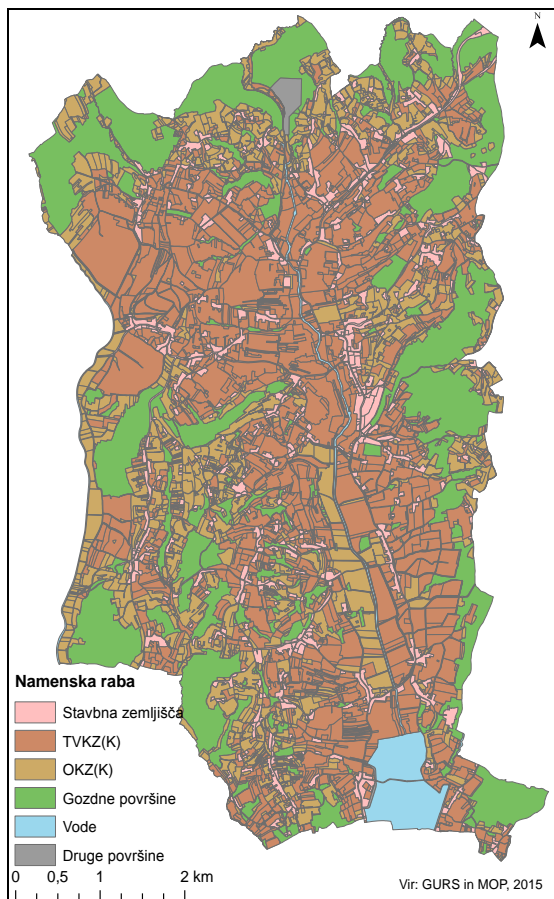 N
Namenska raba
Stavbna zemljišča
TVKZ(K)
OKZ(K)
Gozdne površine
Vode
Druge površine
0 0,5 1 2 km
Vir: GURS in MOP, 2015